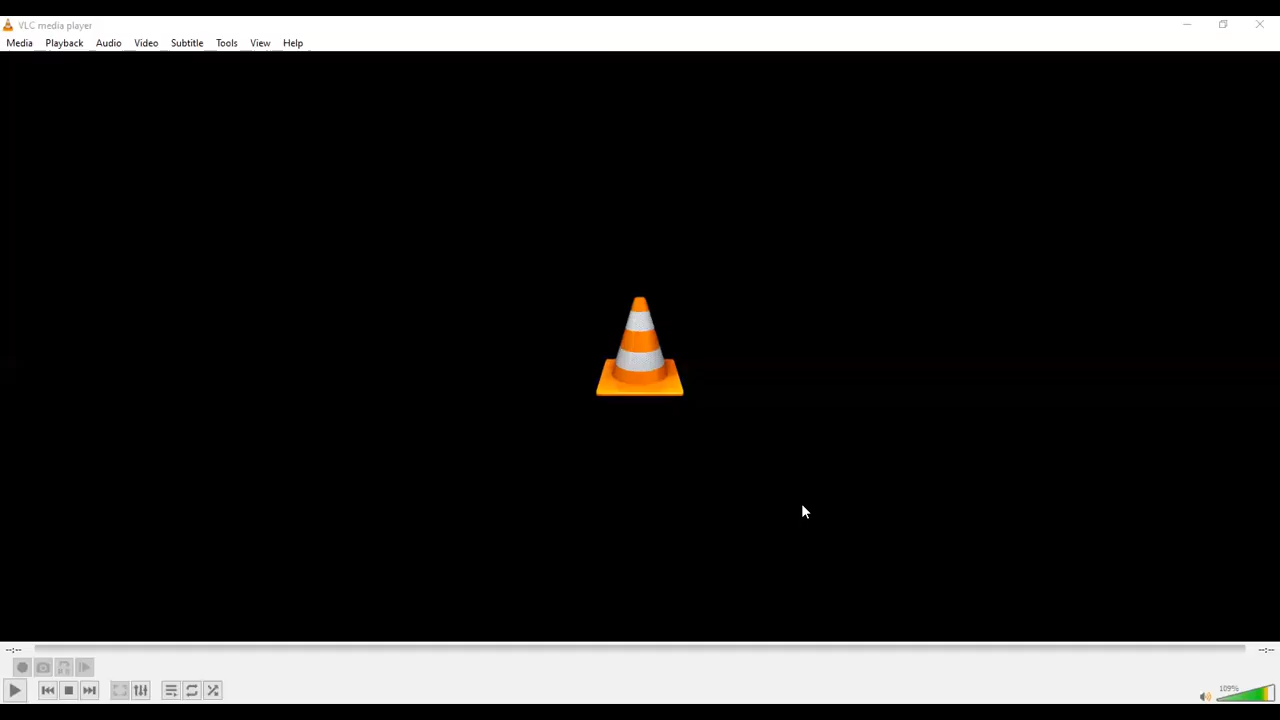 VLC media player
Media Playback Audio Video Subtitle Tools View Help
--:-- --:--
109%